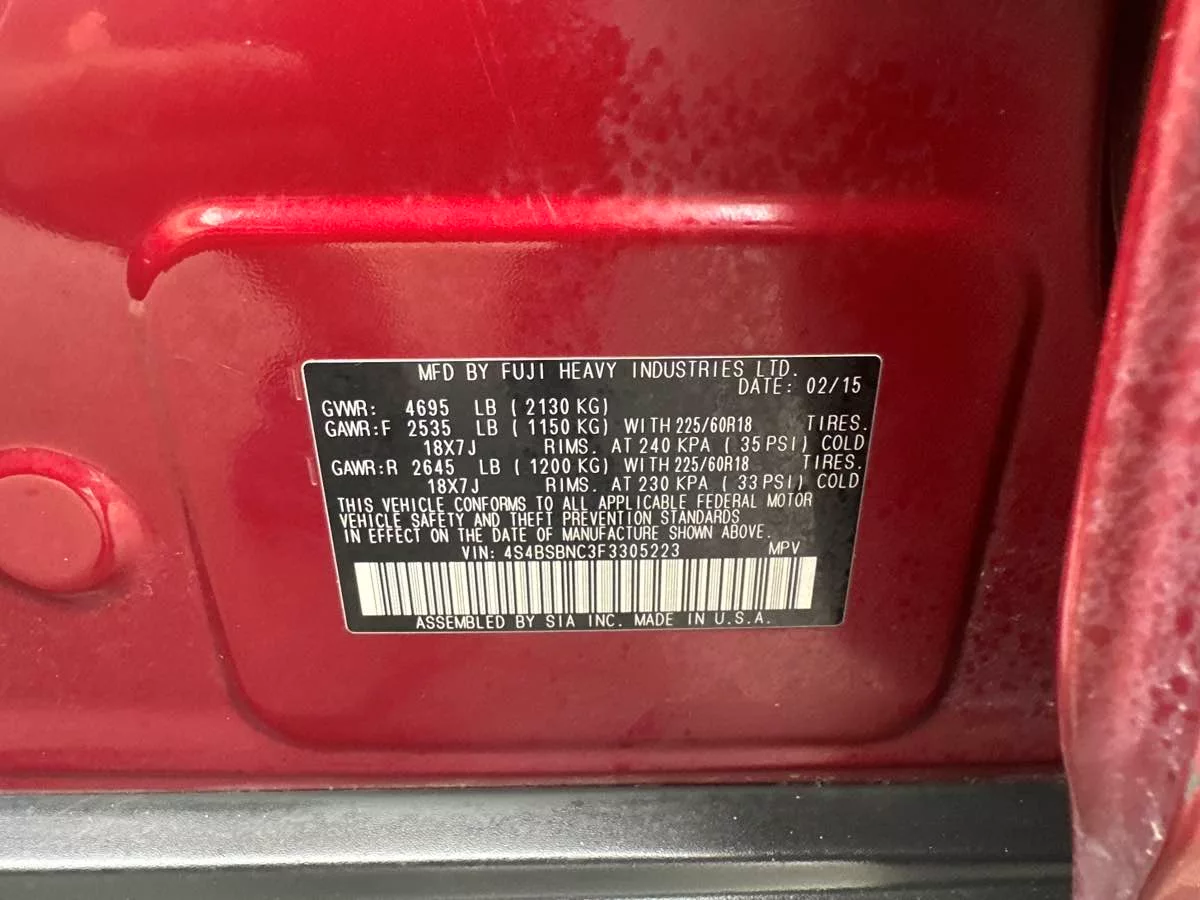 MFD BY FUJI HEAVY INDUSTRIES LTD.
DATE: 02/15
GVWR: 4695 LB ( 2130 KG)
GAWR:F 2535 LB ( 1150 KG) WITH 225/60R18 TIRES.
18X7J RIMS. AT 240 KPA ( 35 PSI) COLD
GAWR:R 2645 LB ( 1200 KG) WITH 225/60R18 TIRES.
18X7J RIMS. AT 230 KPA ( 33 PSI) COLD
THIS VEHICLE CONFORMS TO ALL APPLICABLE FEDERAL MOTOR
VEHICLE SAFETY AND THEFT PREVENTION STANDARDS
IN EFFECT ON THE DATE OF MANUFACTURE SHOWN ABOVE.
VIN: 4S4BSBNC3F3305223 MPV
ASSEMBLED BY SIA INC. MADE IN U.S.A.